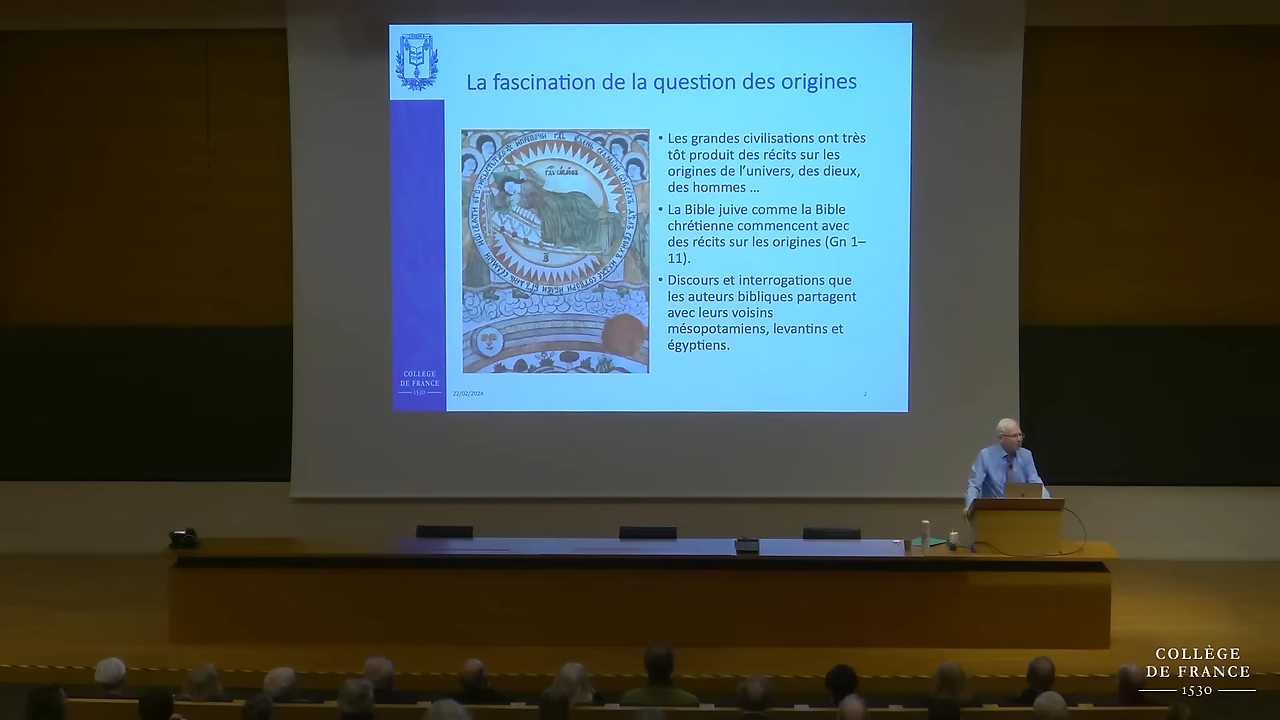 La fascination de la question des origines
• Les grandes civilisations ont très
tôt produit des récits sur les
origines de l'univers, des dieux,
des hommes ...
• La Bible juive comme la Bible
chrétienne commencent avec
des récits sur les origines (Gn 1–
11).
• Discours et interrogations que
les auteurs bibliques partagent
avec leurs voisins
mésopotamiens, levantins et
égyptiens.
COLLÈGE
DE FRANCE
1530
22/02/2024
2
COLLÈGE
DE FRANCE
1530